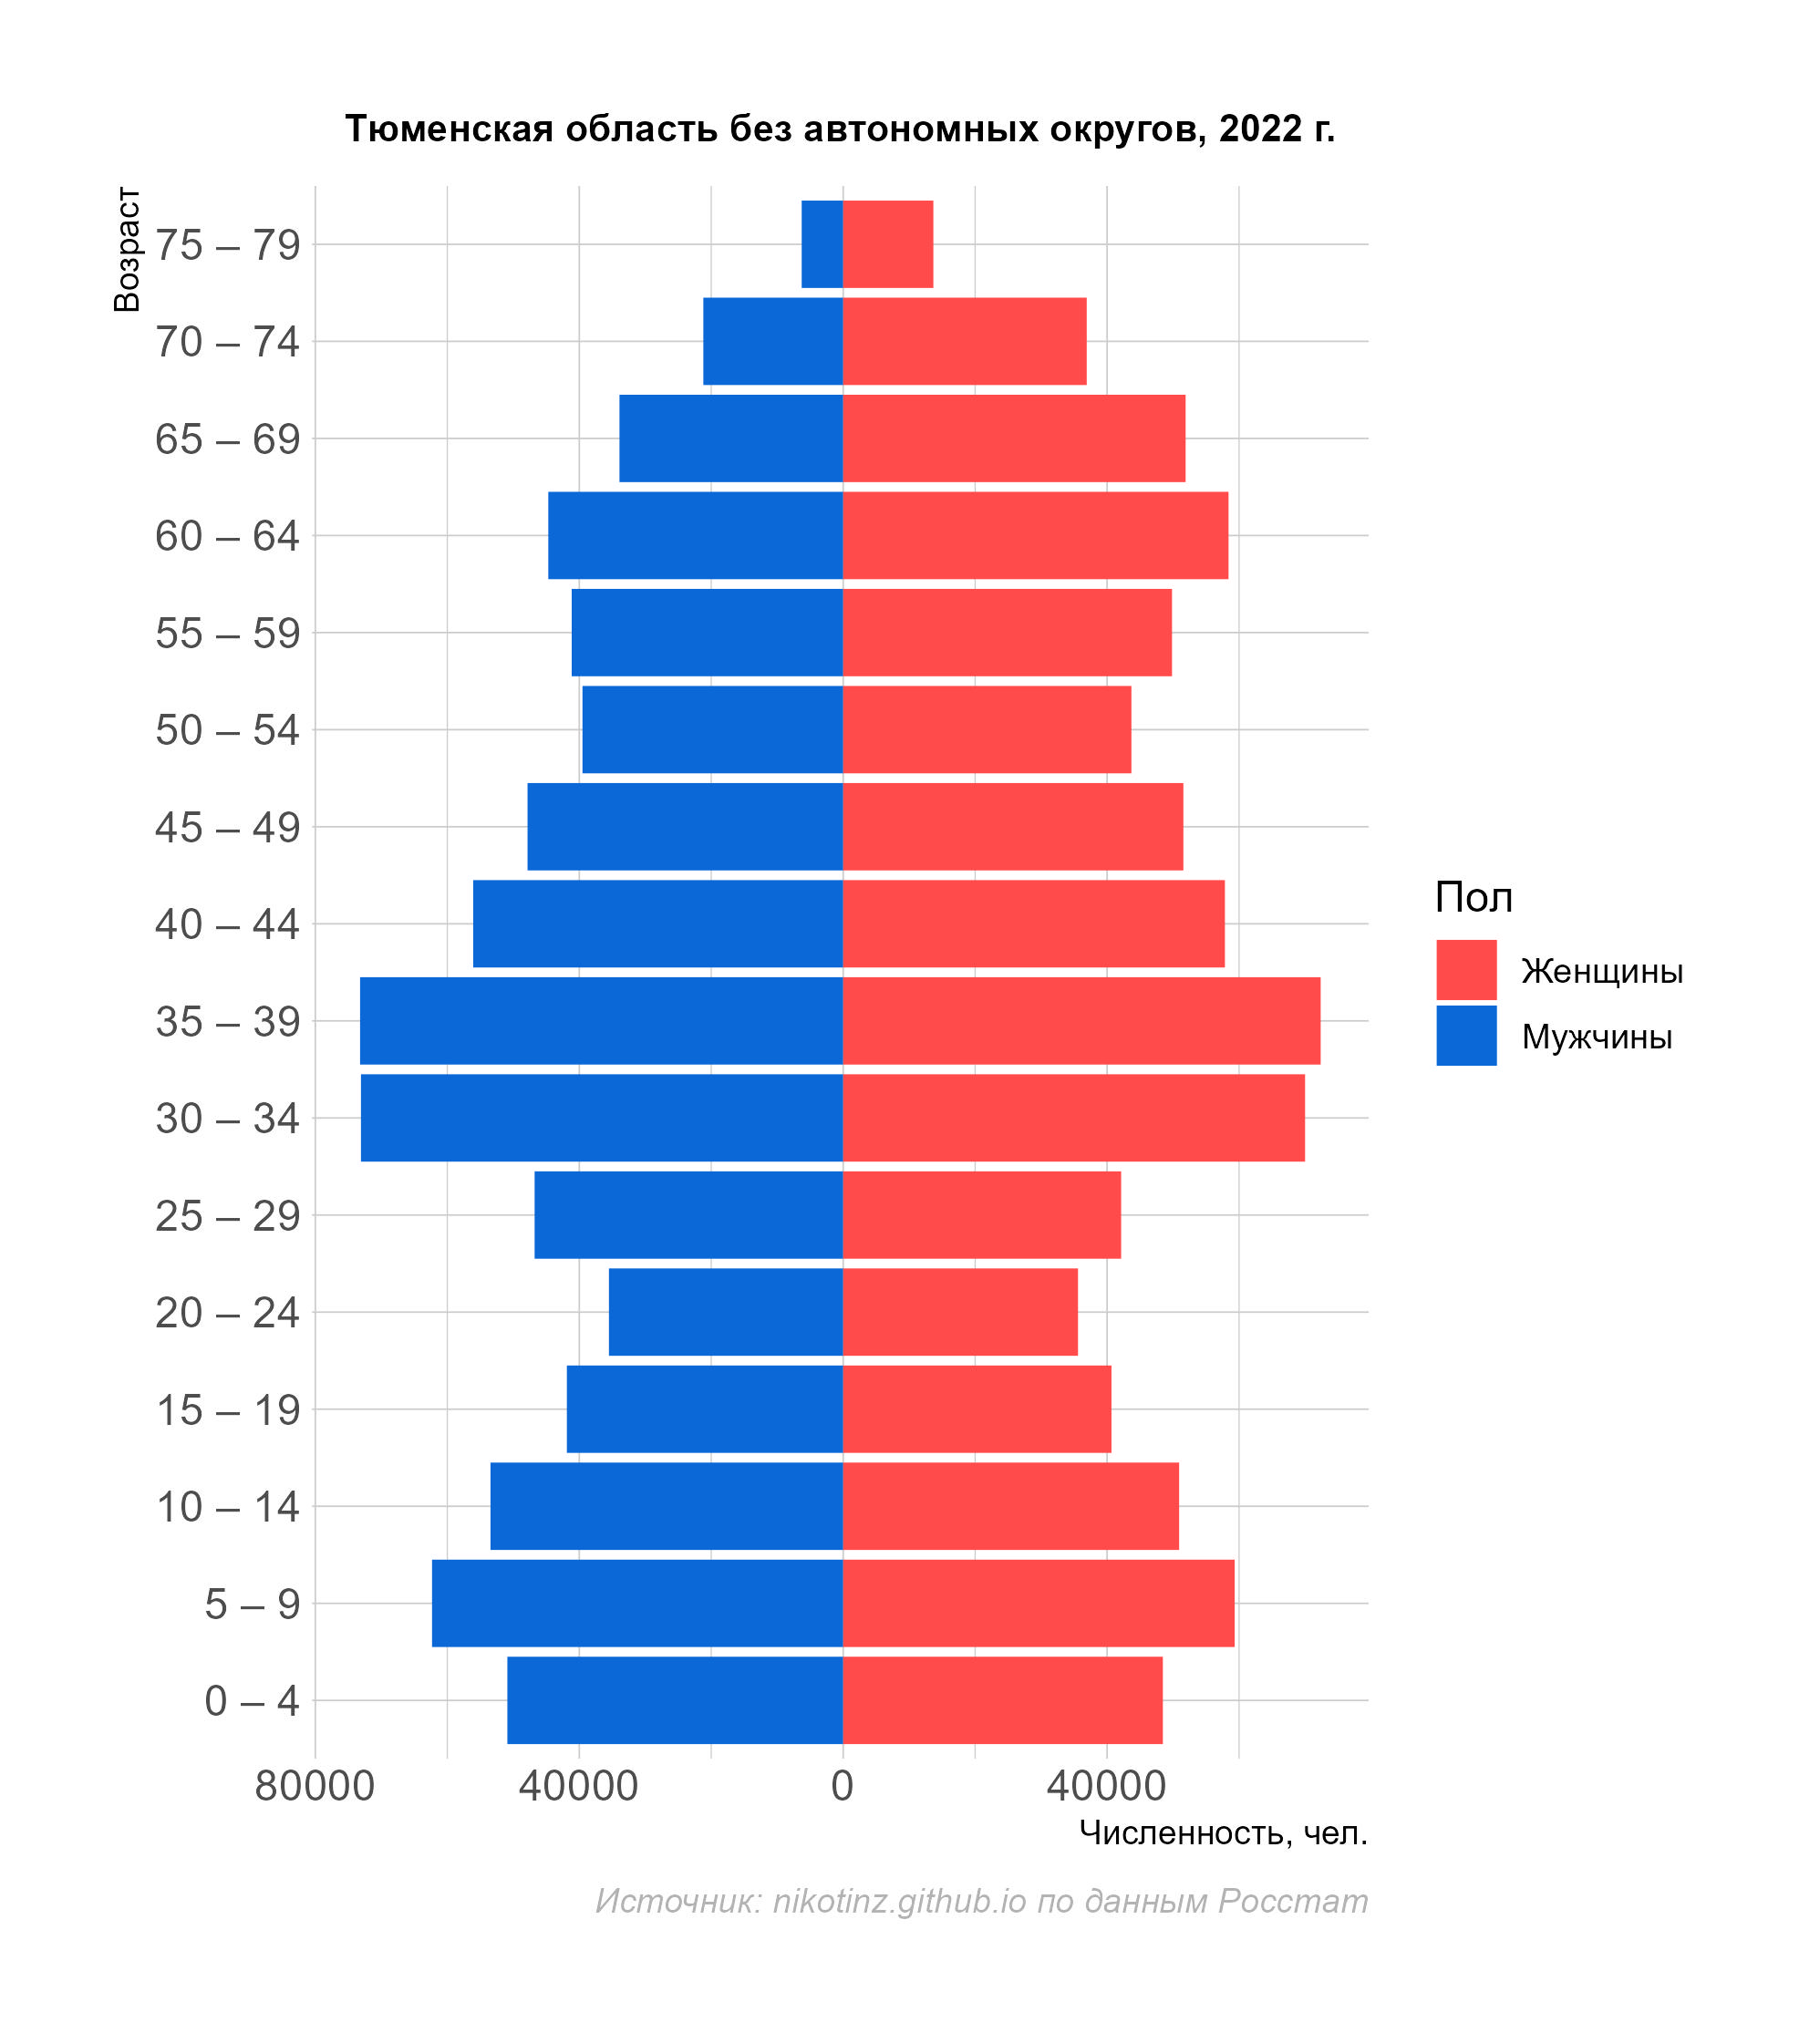 Тюменская область без автономных округов, 2022 г.
Возраст
75 – 79
70 – 74
65 – 69
60 – 64
55 – 59
50 – 54
45 – 49
40 – 44
35 – 39
30 – 34
25 – 29
20 – 24
15 – 19
10 – 14
5 – 9
0 – 4
80000 40000 0 40000
Численность, чел.
Пол
Женщины
Мужчины
Источник: nikotinz.github.io по данным Росстат